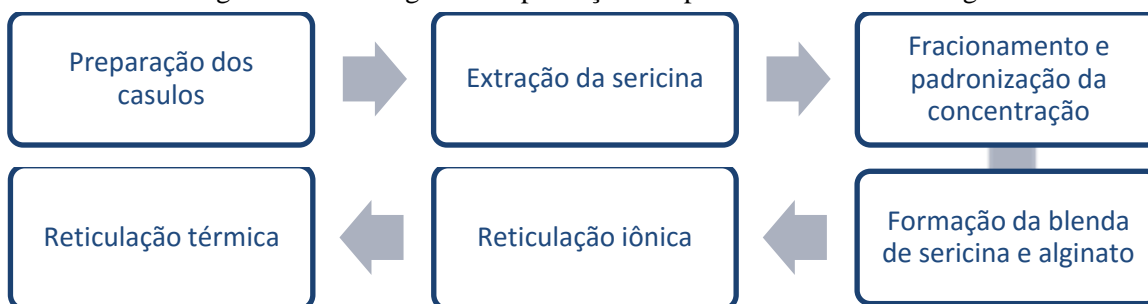 Preparação dos
casulos
Extração da sericina
Fracionamento e
padronização da
concentração
Formação da blenda
de sericina e alginato
Reticulação iônica
Reticulação térmica